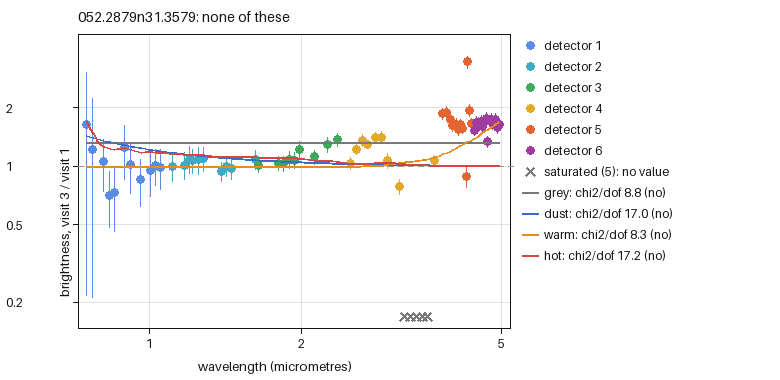 052.2879n31.3579: none of these
brightness, visit 3 / visit 1
2
1
0.5
0.2
1
2
5
wavelength (micrometres)
detector 1
detector 2
detector 3
detector 4
detector 5
detector 6
saturated (5): no value
grey: chi2/dof 8.8 (no)
dust: chi2/dof 17.0 (no)
warm: chi2/dof 8.3 (no)
hot: chi2/dof 17.2 (no)